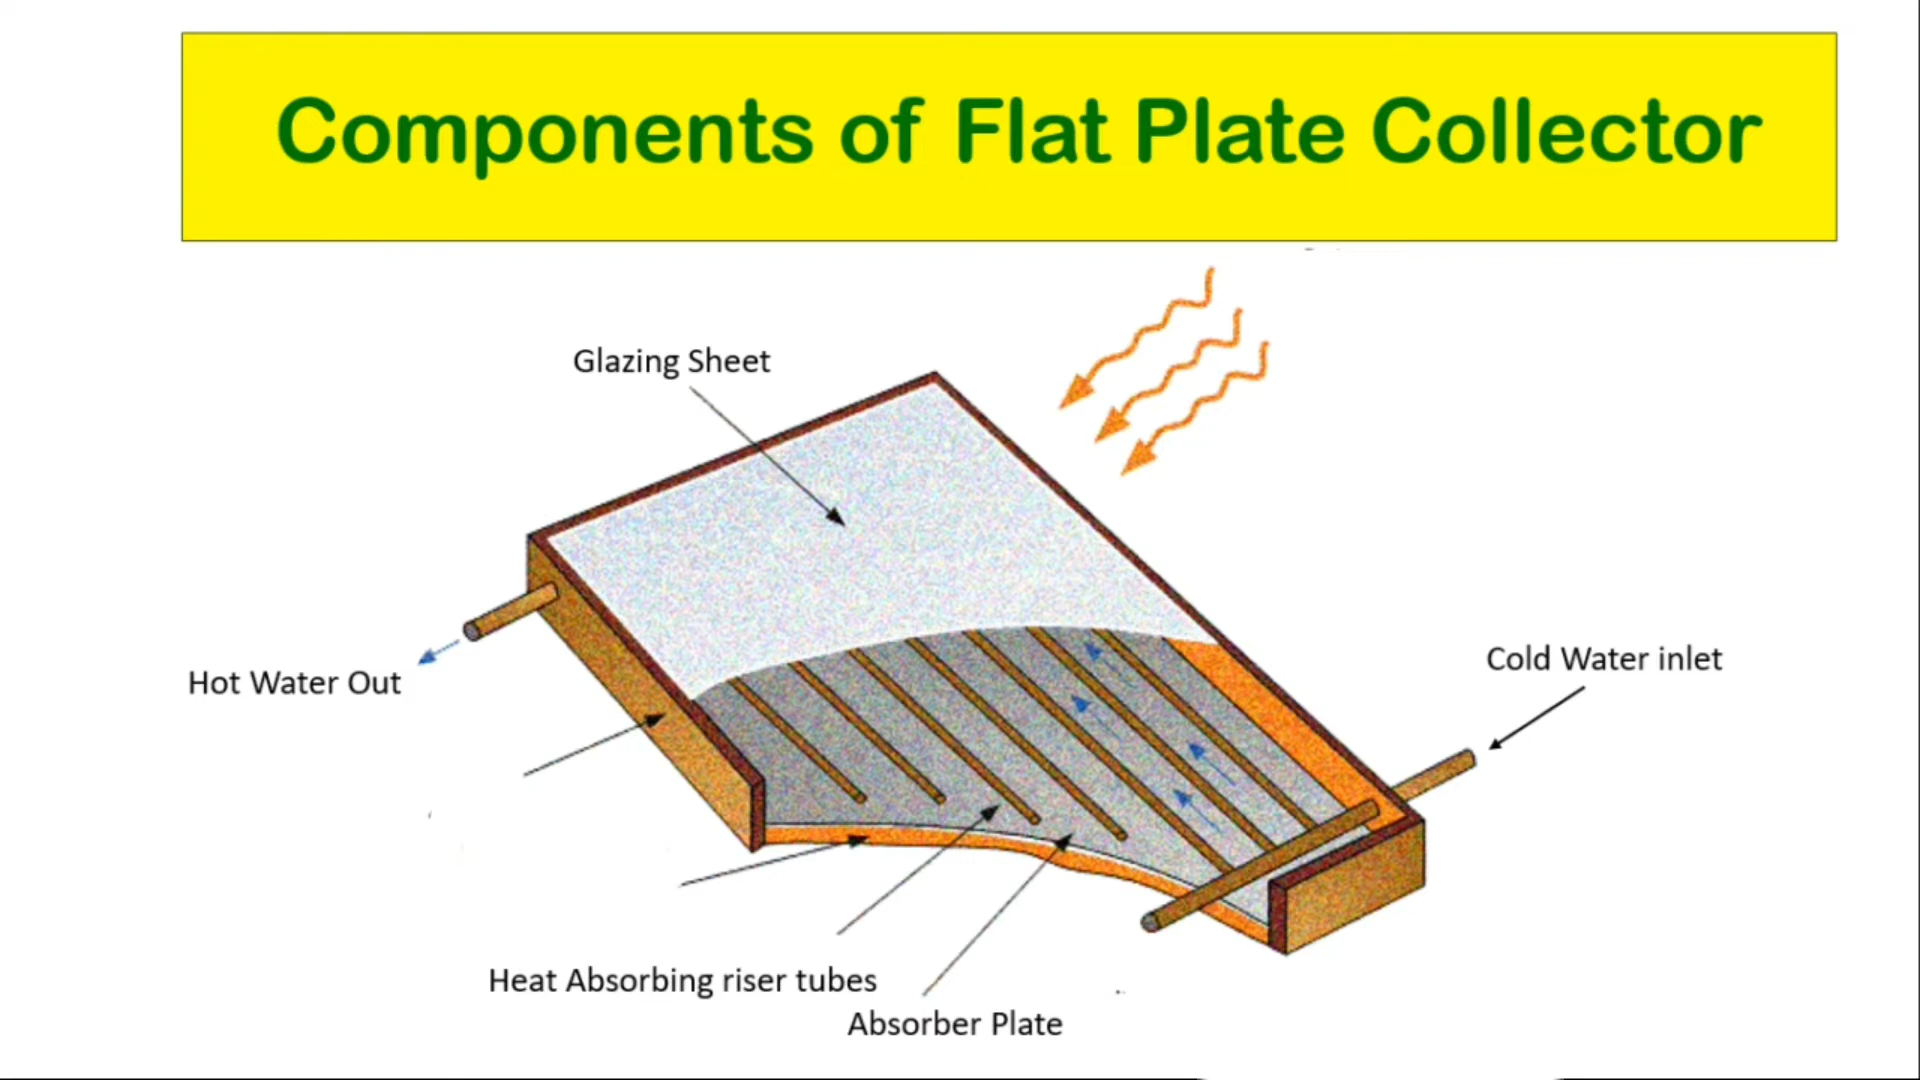 Components of Flat Plate Collector
Glazing Sheet
Cold Water inlet
Hot Water Out
Heat Absorbing riser tubes
Absorber Plate